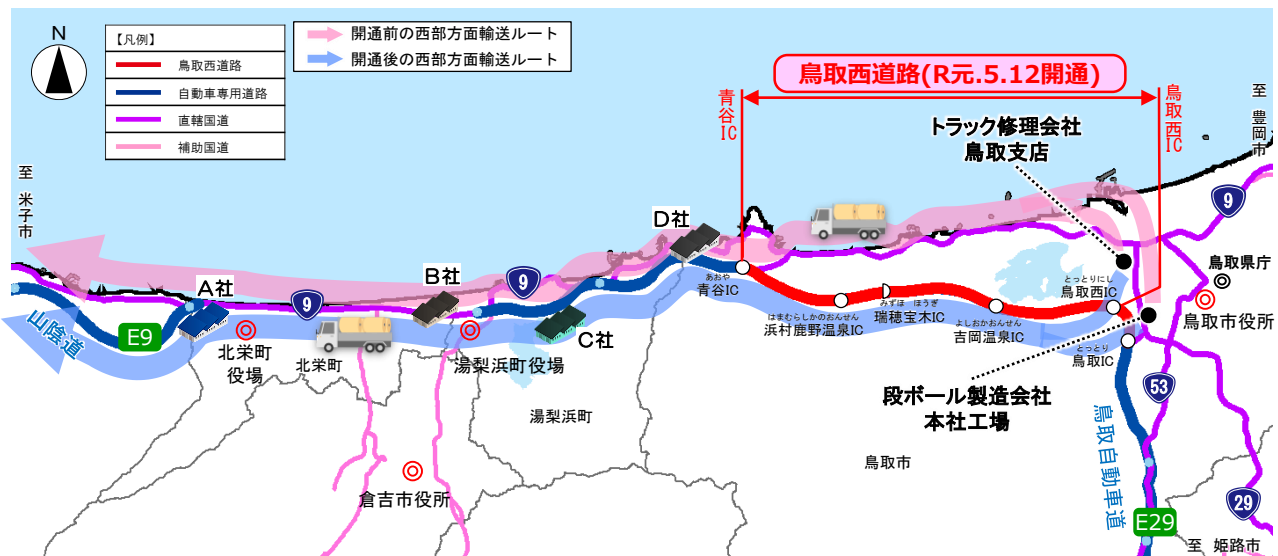 N
【凡例】
鳥取西道路
自動車専用道路
直轄国道
補助国道
開通前の西部方面輸送ルート
開通後の西部方面輸送ルート
鳥取西道路(R元.5.12開通)
青谷IC
鳥取西IC
至 豊岡市
至 米子市
トラック修理会社
鳥取支店
9
D社
B社
9
A社
9
C社
E9
山陰道
北栄町
役場
北栄町
湯梨浜町役場
湯梨浜町
倉吉市役所
あおや
青谷IC
はまむらしかのおんせん
浜村鹿野温泉IC
みずほ ほうぎ
瑞穂宝木IC
よしおかおんせん
吉岡温泉IC
とっとりにし
鳥取西IC
とっとり
鳥取IC
鳥取県庁
鳥取市役所
段ボール製造会社
本社工場
53
鳥取市
鳥取自動車道
29
E29
至 姫路市